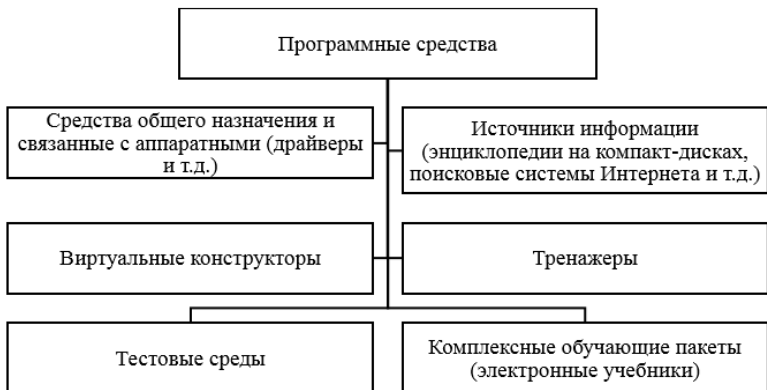 Программные средства
Средства общего назначения и
связанные с аппаратными (драйверы
и т.д.)
Источники информации
(энциклопедии на компакт-дисках,
поисковые системы Интернета и т.д.)
Виртуальные конструкторы
Тренажеры
Тестовые среды
Комплексные обучающие пакеты
(электронные учебники)